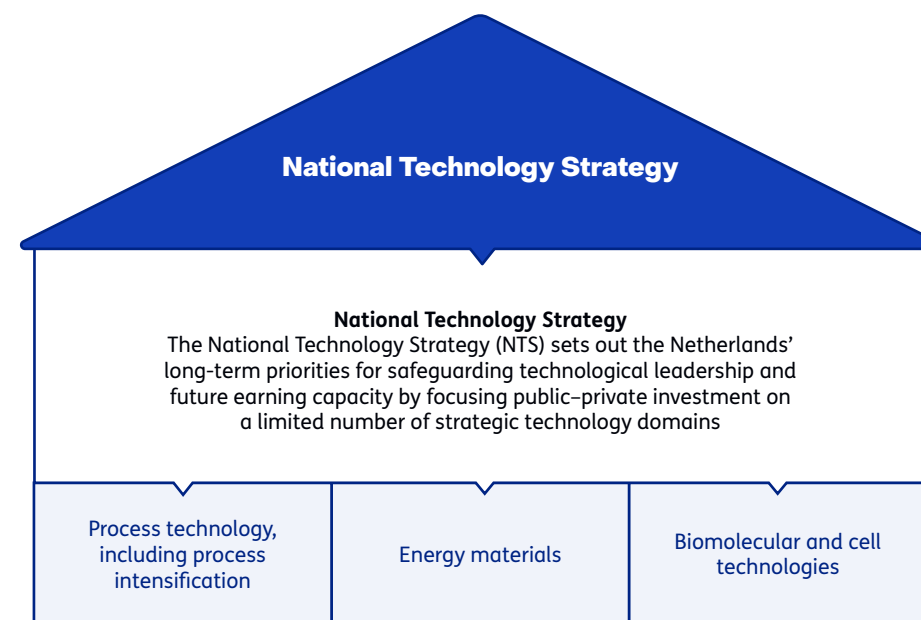 National Technology Strategy
National Technology Strategy
The National Technology Strategy (NTS) sets out the Netherlands’
long-term priorities for safeguarding technological leadership and
future earning capacity by focusing public–private investment on
a limited number of strategic technology domains
Process technology,
including process
intensification
Energy materials
Biomolecular and cell
technologies